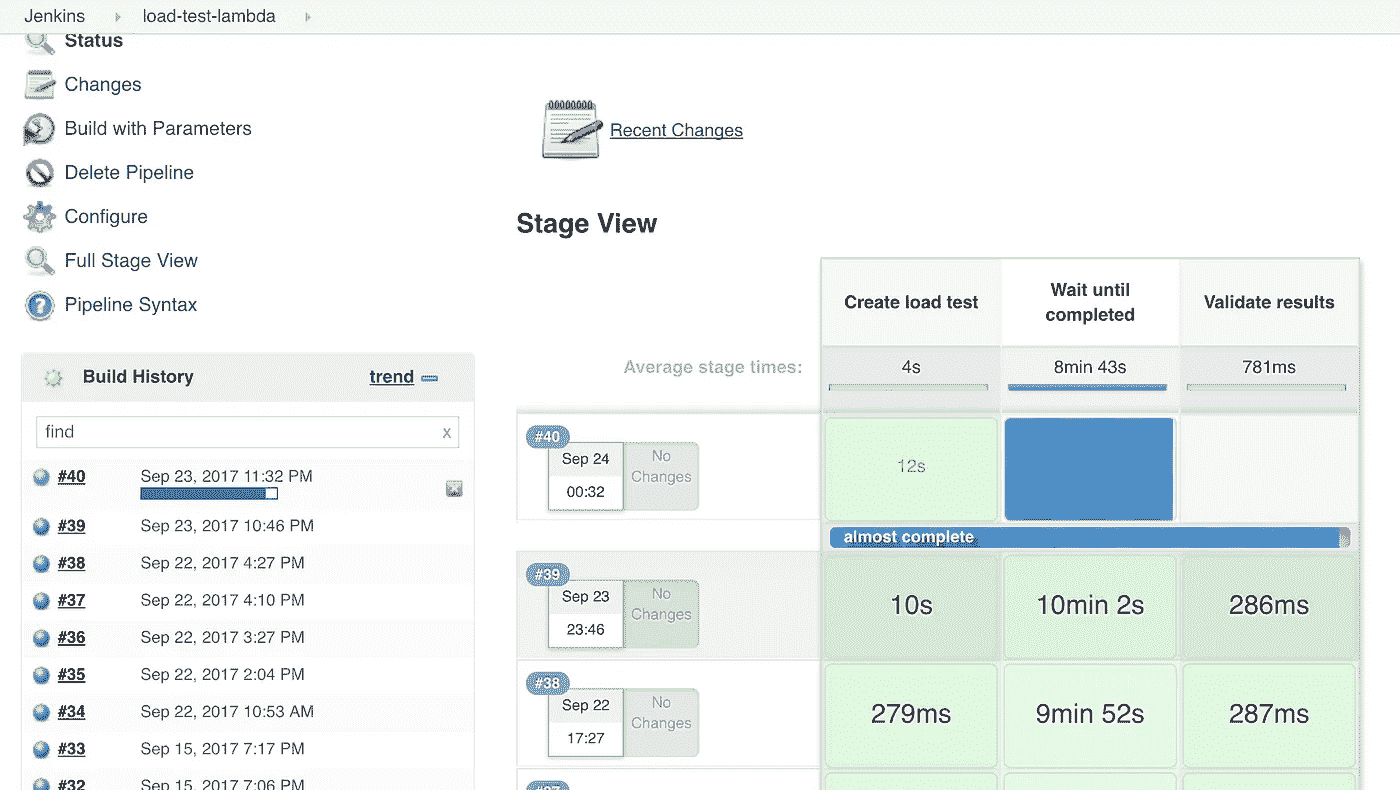 Jenkins load-test-lambda
Status
Changes
Build with Parameters
Delete Pipeline
Configure
Full Stage View
Pipeline Syntax
Build History trend
find x
#40 Sep 23, 2017 11:32 PM
#39 Sep 23, 2017 10:46 PM
#38 Sep 22, 2017 4:27 PM
#37 Sep 22, 2017 4:10 PM
#36 Sep 22, 2017 3:27 PM
#35 Sep 22, 2017 2:04 PM
#34 Sep 22, 2017 10:53 AM
#33 Sep 15, 2017 7:17 PM
#32 Sep 15, 2017 7:06 PM
Recent Changes
Stage View
Create load test
Wait until
completed
Validate results
Average stage times: 4s 8min 43s 781ms
#40
Sep 24
00:32
No
Changes
12s
almost complete
#39
Sep 23
23:46
No
Changes
10s 10min 2s 286ms
#38
Sep 22
17:27
No
Changes
279ms 9min 52s 287ms
#37